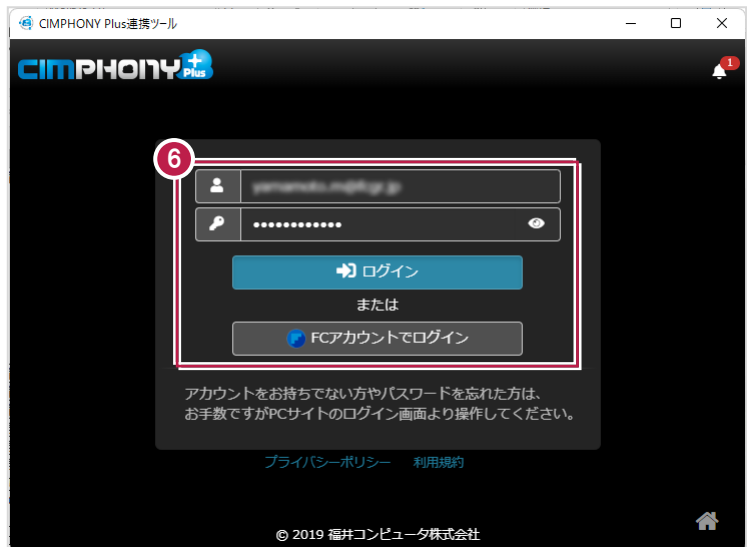 CIMPHONY Plus連携ツール
CIMPHONY Plus
1
6
••••••••••••
ログイン
または
FCアカウントでログイン
アカウントをお持ちでない方やパスワードを忘れた方は、
お手数ですがPCサイトのログイン画面より操作してください。
プライバシーポリシー 利用規約
© 2019 福井コンピュータ株式会社